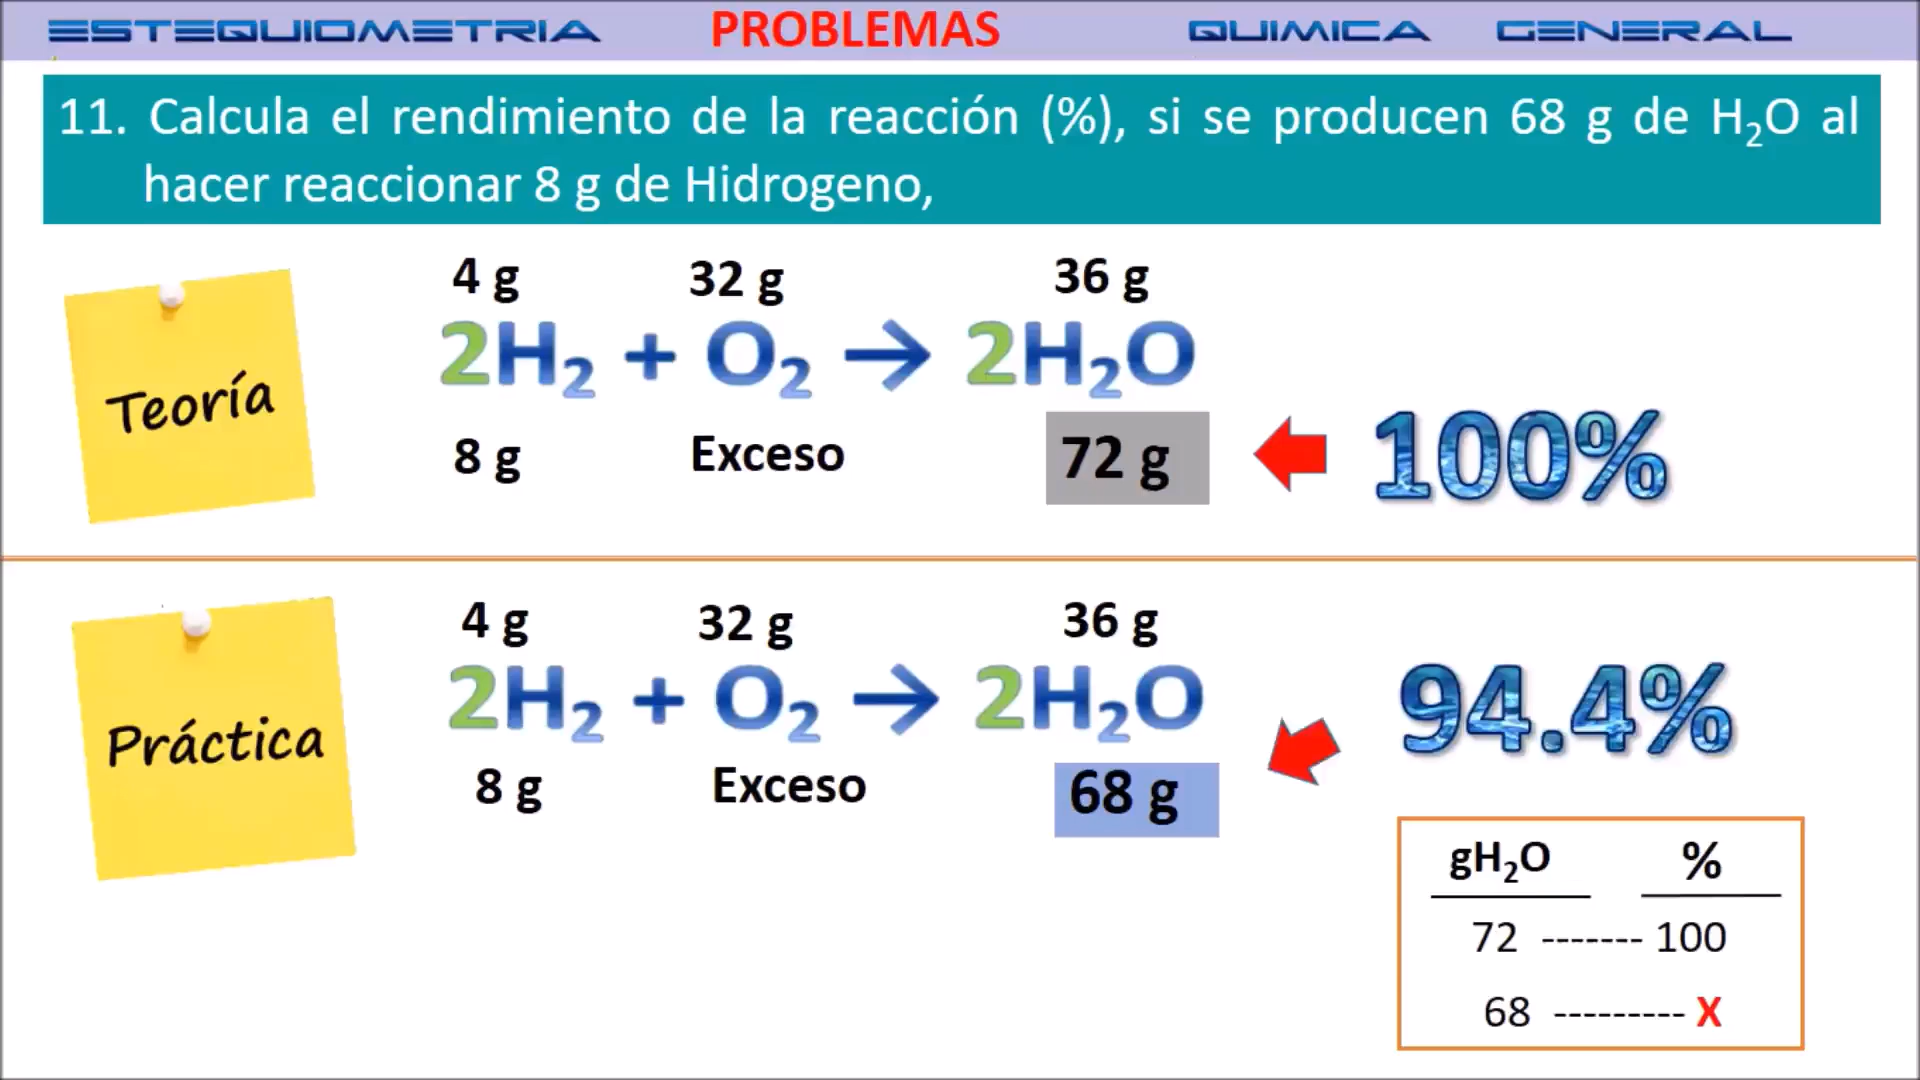 ESTEQUIOMETRIA PROBLEMAS QUIMICA GENERAL
11. Calcula el rendimiento de la reacción (%), si se producen 68 g de H₂O al
hacer reaccionar 8 g de Hidrogeno,
4 g 32 g 36 g
2H₂ + O₂ → 2H₂O
Teoría
8 g Exceso 72 g 100%
4 g 32 g 36 g
2H₂ + O₂ → 2H₂O 94.4%
Práctica
8 g Exceso 68 g
gH₂O %
72 ------- 100
68 --------- X